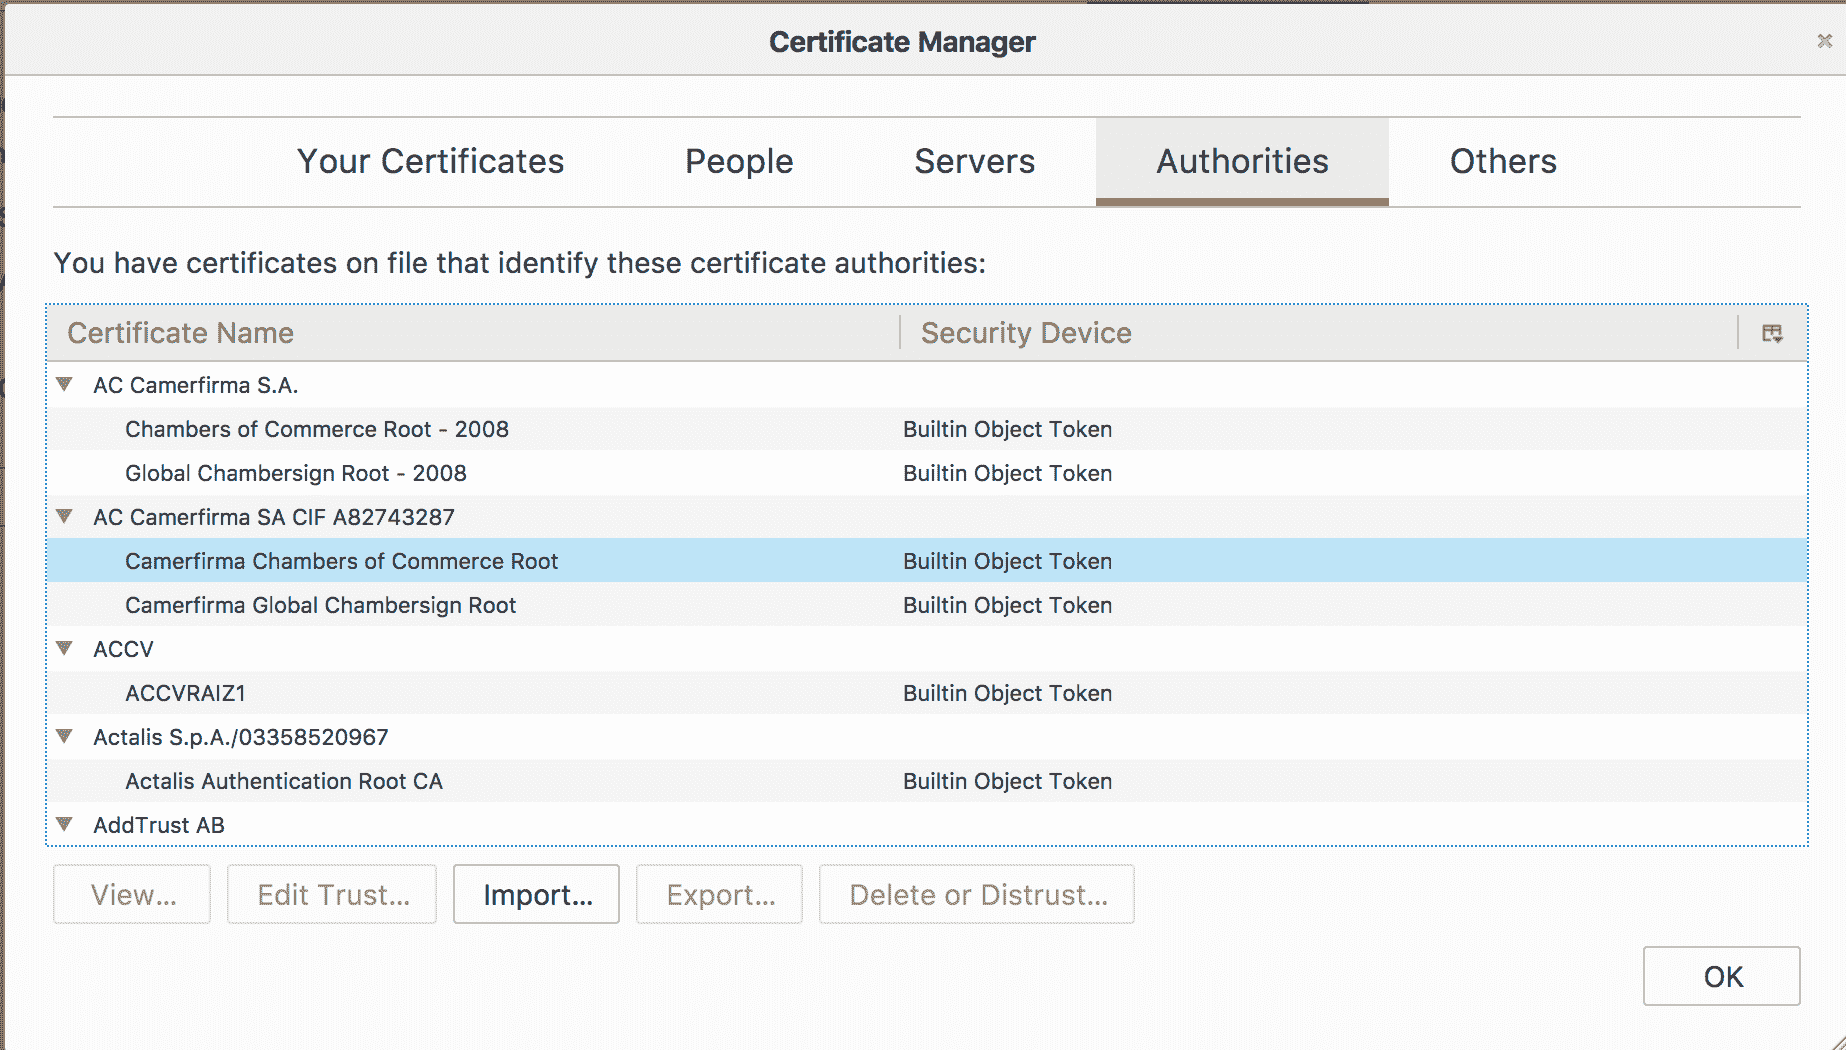 Certificate Manager
Your Certificates People Servers Authorities Others
You have certificates on file that identify these certificate authorities:
Certificate Name Security Device
AC Camerfirma S.A.
Chambers of Commerce Root - 2008 Builtin Object Token
Global Chambersign Root - 2008 Builtin Object Token
AC Camerfirma SA CIF A82743287
Camerfirma Chambers of Commerce Root Builtin Object Token
Camerfirma Global Chambersign Root Builtin Object Token
ACCV
ACCVRAIZ1 Builtin Object Token
Actalis S.p.A./03358520967
Actalis Authentication Root CA Builtin Object Token
AddTrust AB
View... Edit Trust... Import... Export... Delete or Distrust...
OK